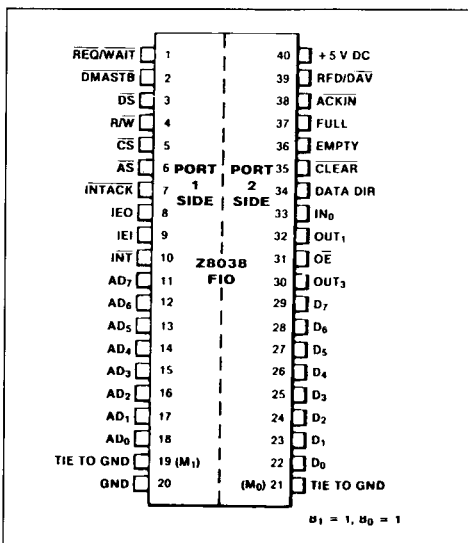 REQ/WAIT 1 40 +5 V DC
DMASTB 2 39 RFD/DAV
DS 3 38 ACKIN
R/W 4 37 FULL
CS 5 36 EMPTY
AS 6 35 CLEAR
INTACK 7 34 DATA DIR
PORT 1 SIDE
PORT 2 SIDE
IEO 8 33 IN₀
IEI 9 32 OUT₁
INT 10 31 OE
Z8038
FIO
AD₇ 11 30 OUT₃
AD₆ 12 29 D₇
AD₅ 13 28 D₆
AD₄ 14 27 D₅
AD₃ 15 26 D₄
AD₂ 16 25 D₃
AD₁ 17 24 D₂
AD₀ 18 23 D₁
TIE TO GND 19 (M₁) 22 D₀
GND 20 (M₀) 21 TIE TO GND
B₁ = 1, B₀ = 1